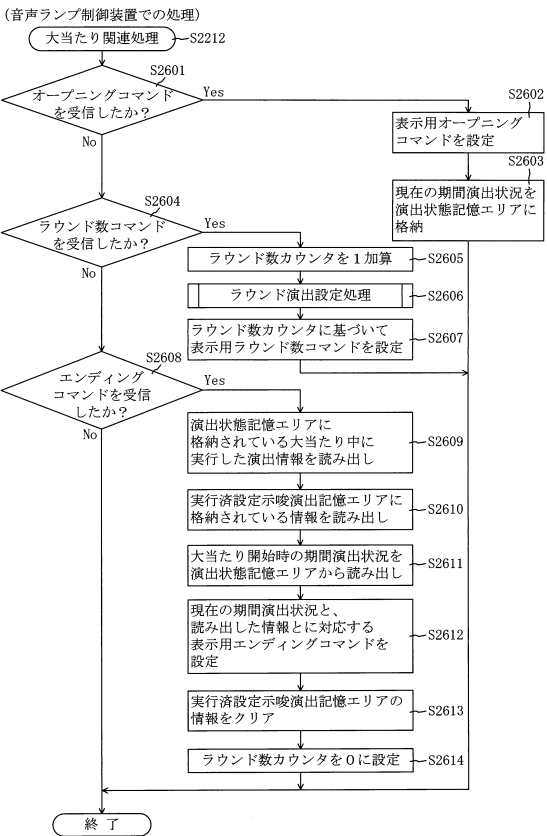 (音声ランプ制御装置での処理)
大当たり関連処理
S2212
S2601
オープニングコマンド
を受信したか?
Yes
No
S2602
表示用オープニング
コマンドを設定
S2603
現在の期間演出状況を
演出状態記憶エリアに
格納
S2604
ラウンド数コマンド
を受信したか?
Yes
No
ラウンド数カウンタを1加算
S2605
ラウンド演出設定処理
S2606
ラウンド数カウンタに基づいて
表示用ラウンド数コマンドを設定
S2607
S2608
エンディング
コマンドを受信
したか?
Yes
No
演出状態記憶エリアに
格納されている大当たり中に
実行した演出情報を読み出し
S2609
実行済設定示唆演出記憶エリアに
格納されている情報を読み出し
S2610
大当たり開始時の期間演出状況を
演出状態記憶エリアから読み出し
S2611
現在の期間演出状況と、
読み出した情報とに対応する
表示用エンディングコマンドを
設定
S2612
実行済設定示唆演出記憶エリアの
情報をクリア
S2613
ラウンド数カウンタを0に設定
S2614
終了